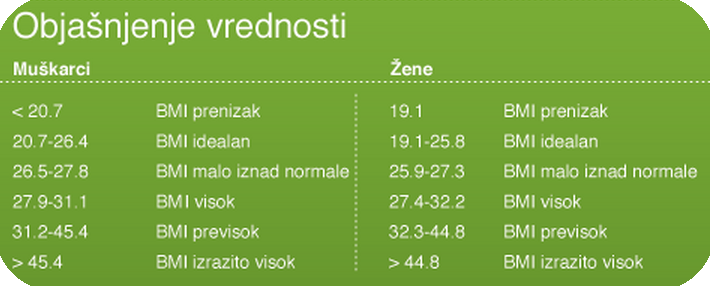 Objašnjenje vrednosti
Muškarci Žene
< 20.7 BMI prenizak 19.1 BMI prenizak
20.7-26.4 BMI idealan 19.1-25.8 BMI idealan
26.5-27.8 BMI malo iznad normale 25.9-27.3 BMI malo iznad normale
27.9-31.1 BMI visok 27.4-32.2 BMI visok
31.2-45.4 BMI previsok 32.3-44.8 BMI previsok
> 45.4 BMI izrazito visok > 44.8 BMI izrazito visok